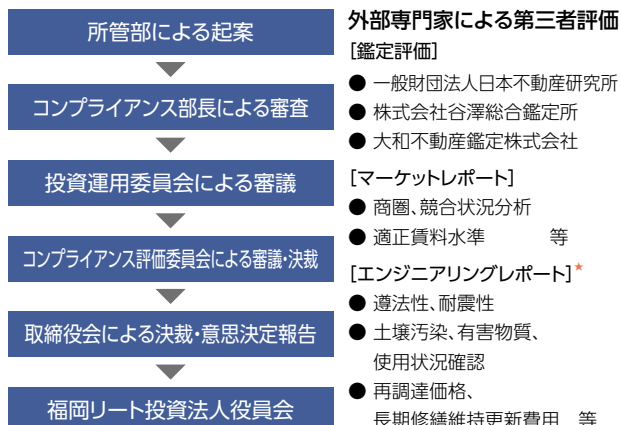 所管部による起案
コンプライアンス部長による審査
投資運用委員会による審議
コンプライアンス評価委員会による審議・決裁
取締役会による決裁・意思決定報告
福岡リート投資法人役員会
外部専門家による第三者評価
[鑑定評価]
● 一般財団法人日本不動産研究所
● 株式会社谷澤総合鑑定所
● 大和不動産鑑定株式会社
[マーケットレポート]
● 商圏、競合状況分析
● 適正賃料水準 等
[エンジニアリングレポート]★
● 遵法性、耐震性
● 土壌汚染、有害物質、
使用状況確認
● 再調達価格、
長期修繕維持更新費用 等